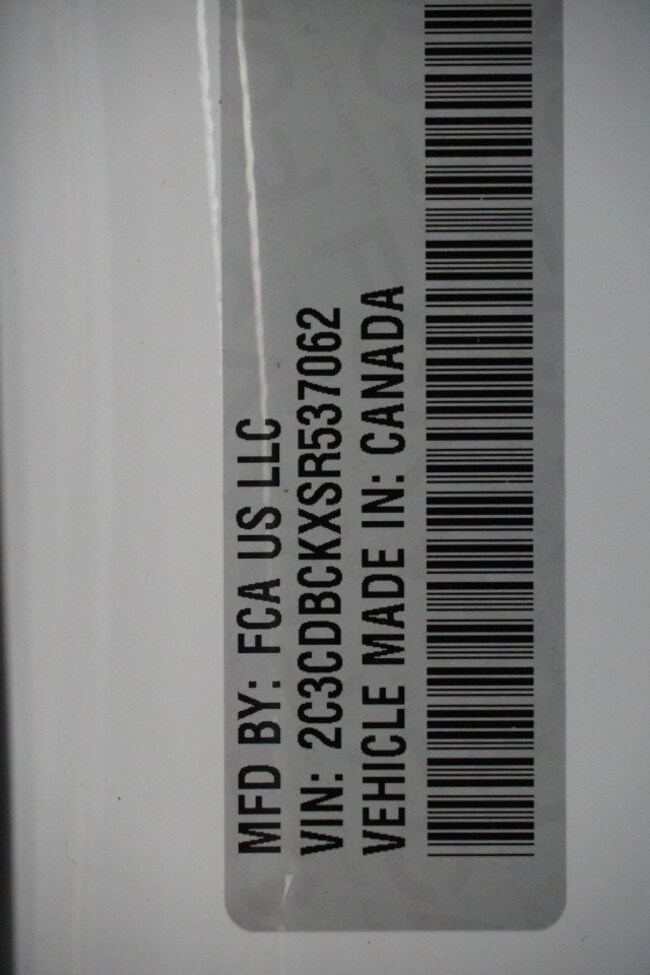 MFD BY: FCA US LLC
VIN: 2C3CDBCKXSR537062
VEHICLE MADE IN: CANADA